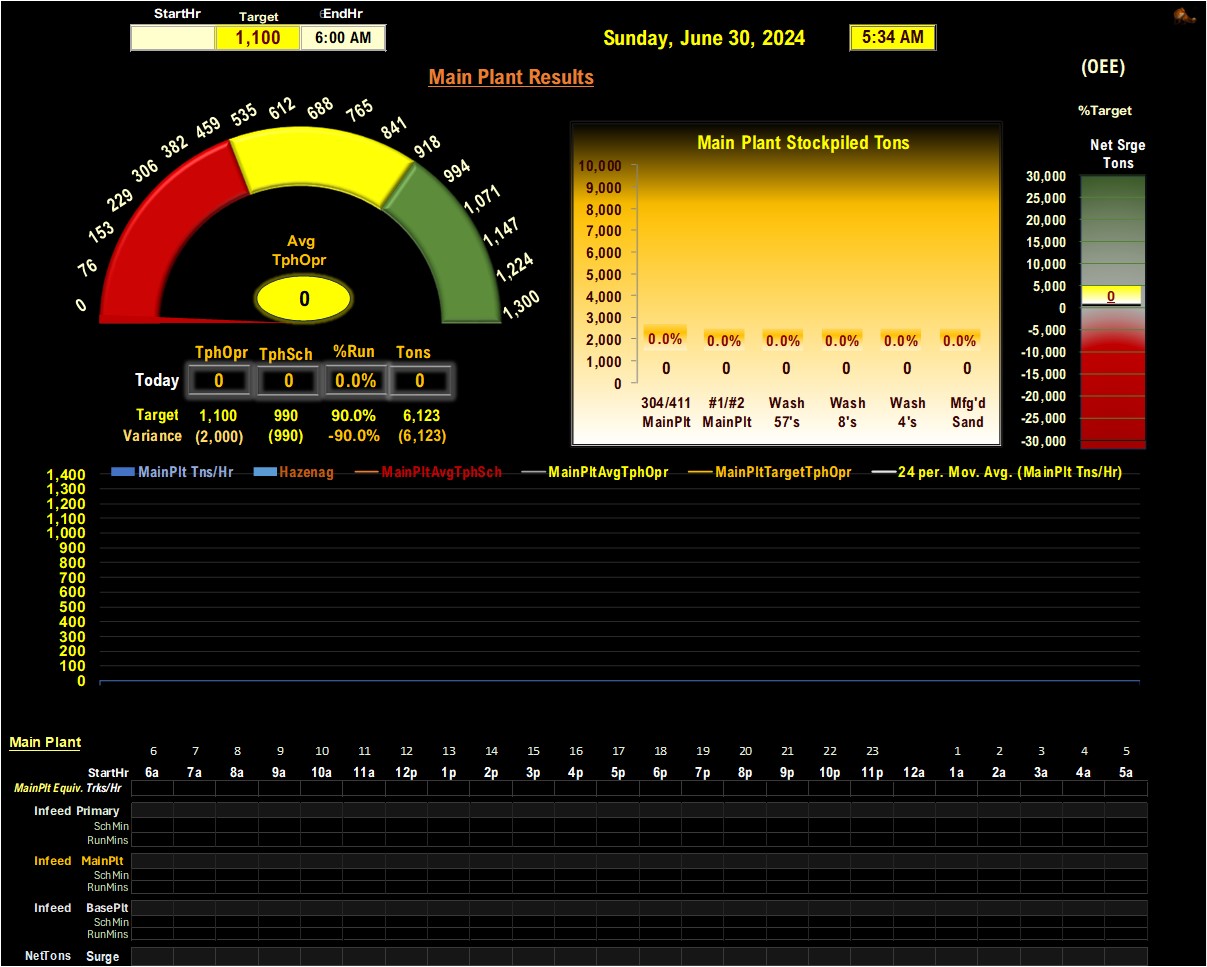 StartHr Target EndHr
1,100 6:00 AM
Sunday, June 30, 2024 5:34 AM
(OEE)
Main Plant Results
%Target
Net Srge
Tons
0
76
153
229
306
382
459
535
612
688
765
841
918
994
1,071
1,147
1,224
1,300
Avg
TphOpr
0
Main Plant Stockpiled Tons
10,000
9,000
8,000
7,000
6,000
5,000
4,000
3,000
2,000
1,000
0
0.0% 0.0% 0.0% 0.0% 0.0% 0.0%
0 0 0 0 0 0
304/411 #1/#2 Wash Wash Wash Mfg'd
MainPlt MainPlt 57's 8's 4's Sand
30,000
25,000
20,000
15,000
10,000
5,000
0
-5,000
-10,000
-15,000
-20,000
-25,000
-30,000
0
TphOpr TphSch %Run Tons
Today 0 0 0.0% 0
Target 1,100 990 90.0% 6,123
Variance (2,000) (990) -90.0% (6,123)
MainPlt Tns/Hr Hazenag MainPltAvgTphSch MainPltAvgTphOpr MainPltTargetTphOpr 24 per. Mov. Avg. (MainPlt Tns/Hr)
1,400
1,300
1,200
1,100
1,000
900
800
700
600
500
400
300
200
100
0
Main Plant
6 7 8 9 10 11 12 13 14 15 16 17 18 19 20 21 22 23 1 2 3 4 5
StartHr 6a 7a 8a 9a 10a 11a 12p 1p 2p 3p 4p 5p 6p 7p 8p 9p 10p 11p 12a 1a 2a 3a 4a 5a
MainPlt Equiv. Trks/Hr
Infeed Primary
SchMin
RunMins
Infeed MainPlt
SchMin
RunMins
Infeed BasePlt
SchMin
RunMins
NetTons Surge